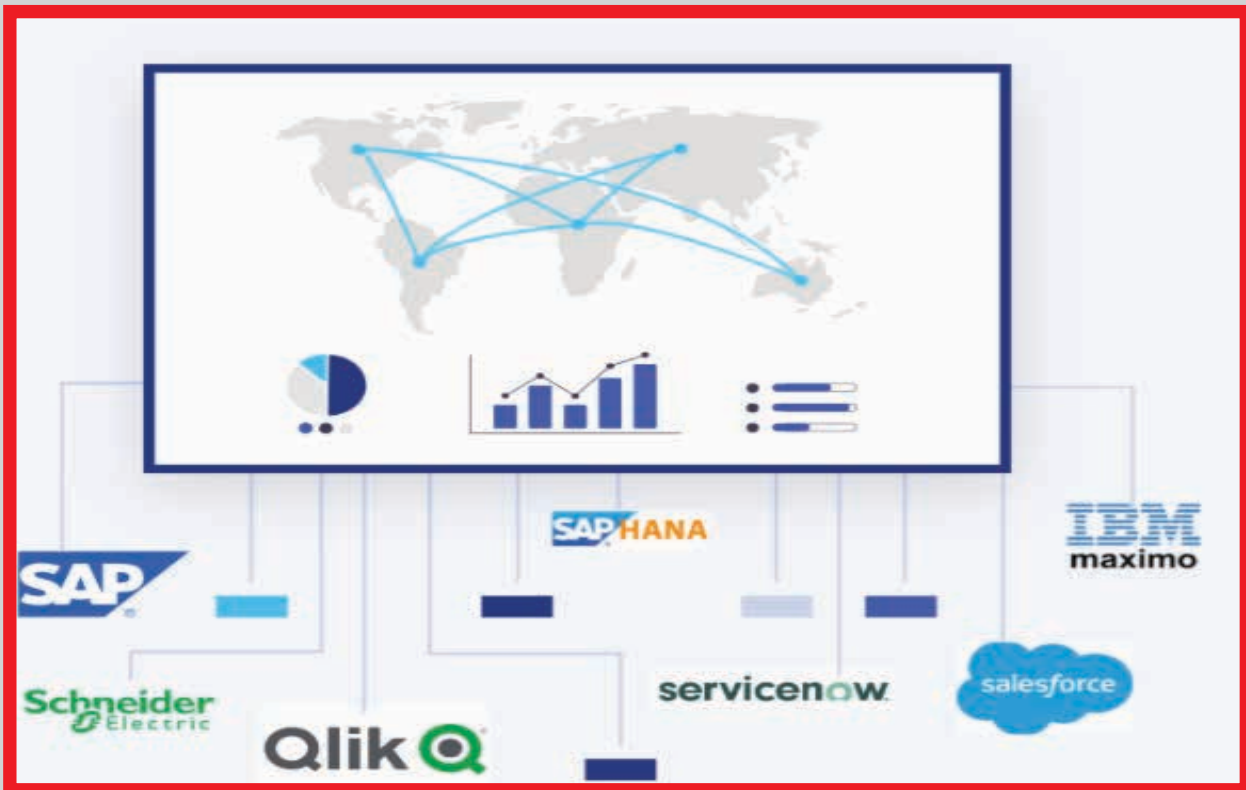 SAP HANA
IBM
maximo
SAP
®
Schneider
Electric
servicenow
salesforce
Qlik